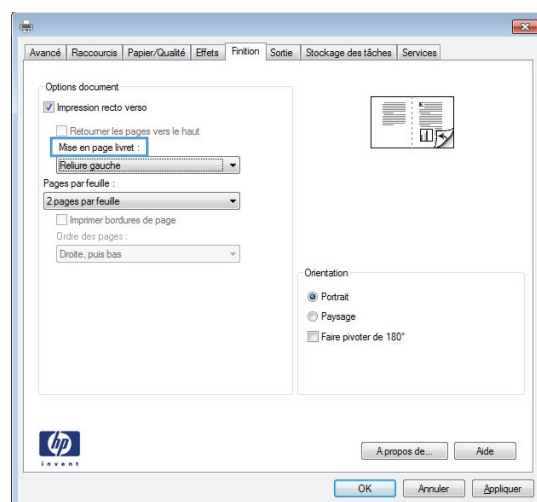 Avancé Raccourcis Papier/Qualité Effets Finition Sortie Stockage des tâches Services
Options document
Impression recto verso
Retourner les pages vers le haut
Mise en page livret :
Reliure gauche
Pages par feuille :
2 pages par feuille
Imprimer bordures de page
Ordre des pages :
Droite, puis bas
Orientation
Portrait
Paysage
Faire pivoter de 180°
hp
invent
A propos de... Aide
OK Annuler Appliquer